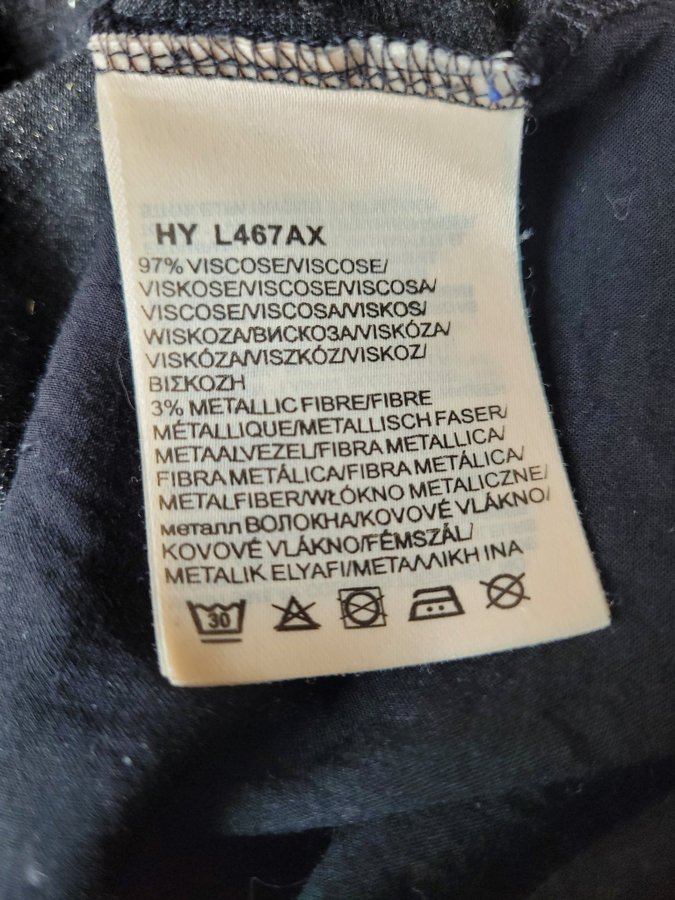 HY L467AX
97% VISCOSE/VISCOSE/
VISKOSE/VISCOSE/VISCOSA/
VISCOSE/VISCOSA/VISKOS/
WISKOZA/ВИСКОЗА/VISKÓZA/
VISKÓZA/VISZKÓZ/VISKOZ/
ΒΙΣΚΟΖΗ
3% METALLIC FIBRE/FIBRE
MÉTALLIQUE/METALLISCH FASER/
METAALVEZEL/FIBRA METALLICA/
FIBRA METÁLICA/FIBRA METÁLICA/
METALFIBER/WŁÓKNO METALICZNE/
металл ВОЛОКНА/KOVOVÉ VLÁKNO/
KOVOVÉ VLÁKNO/FÉMSZÁL/
METALIK ELYAFI/ΜΕΤΑΛΛΙΚΗ ΙΝΑ
30